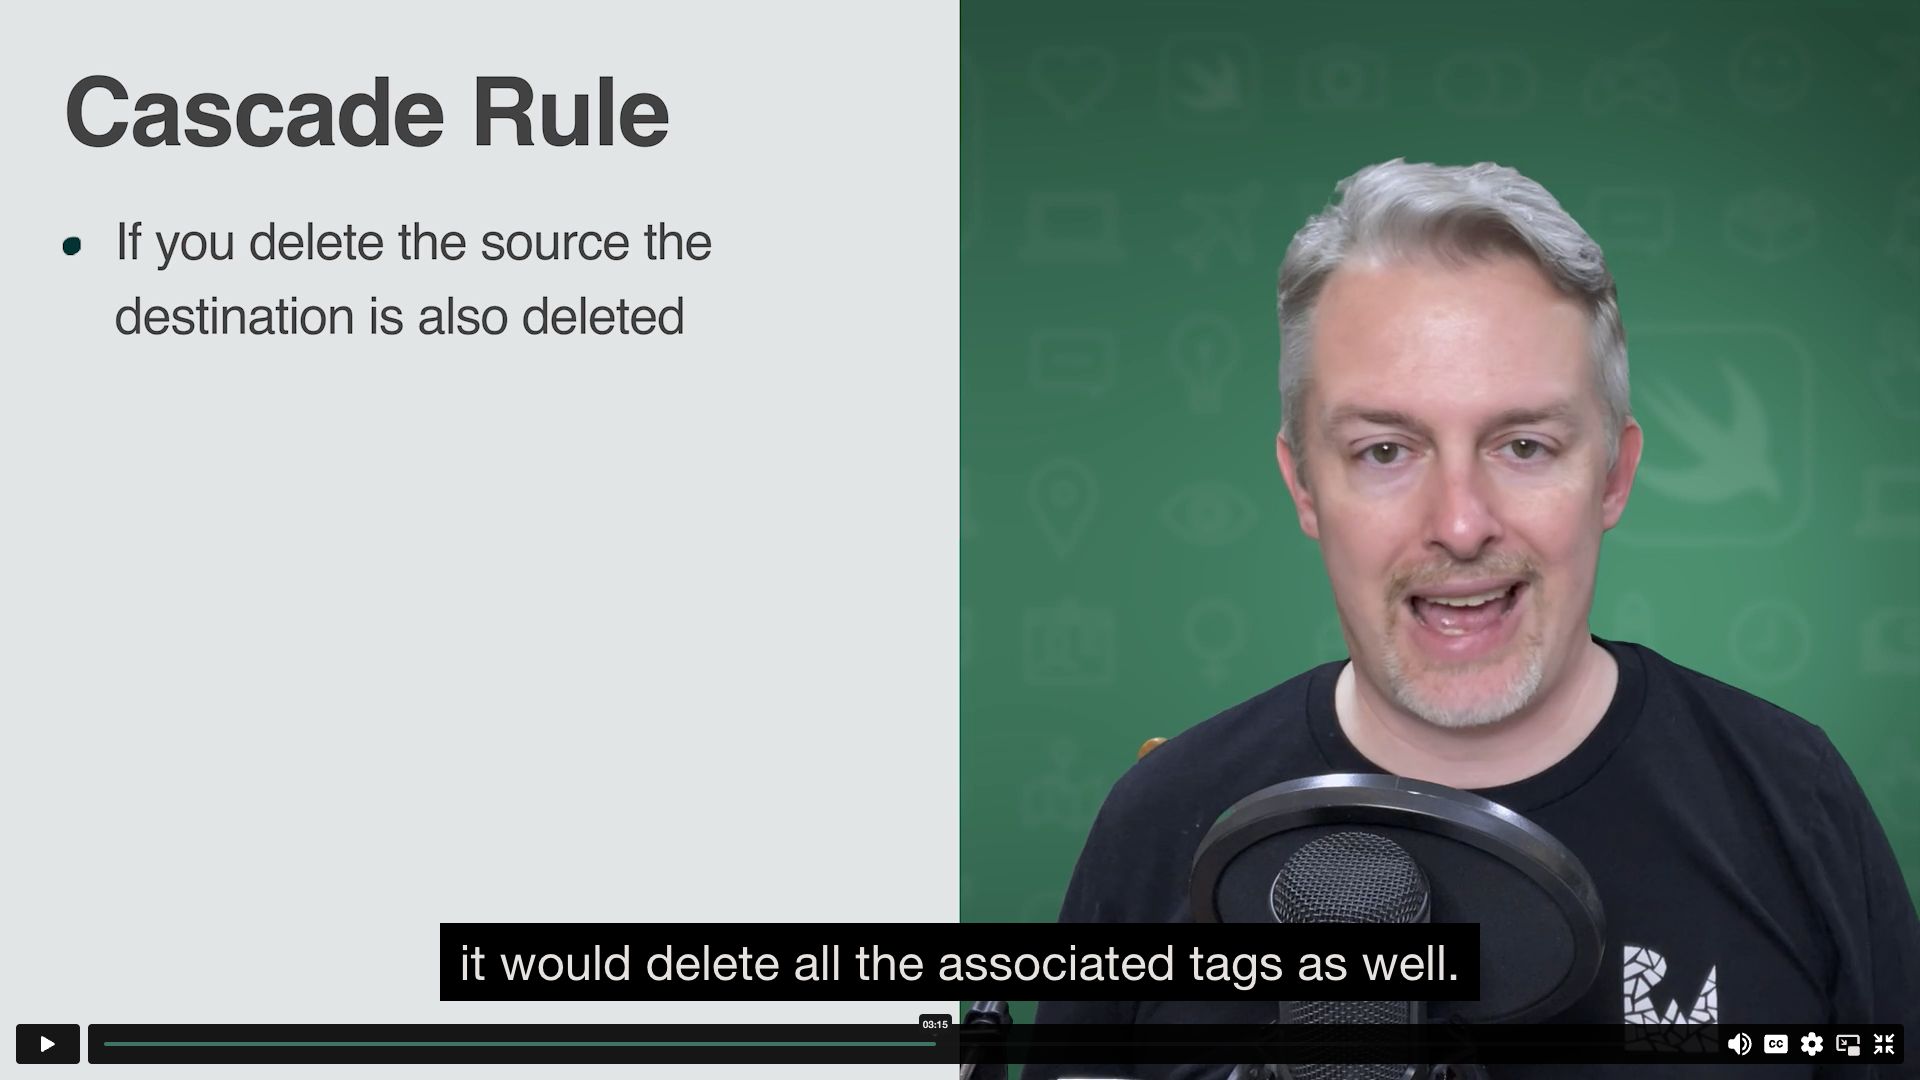 Cascade Rule
If you delete the source the
destination is also deleted
it would delete all the associated tags as well.
03:15
CC